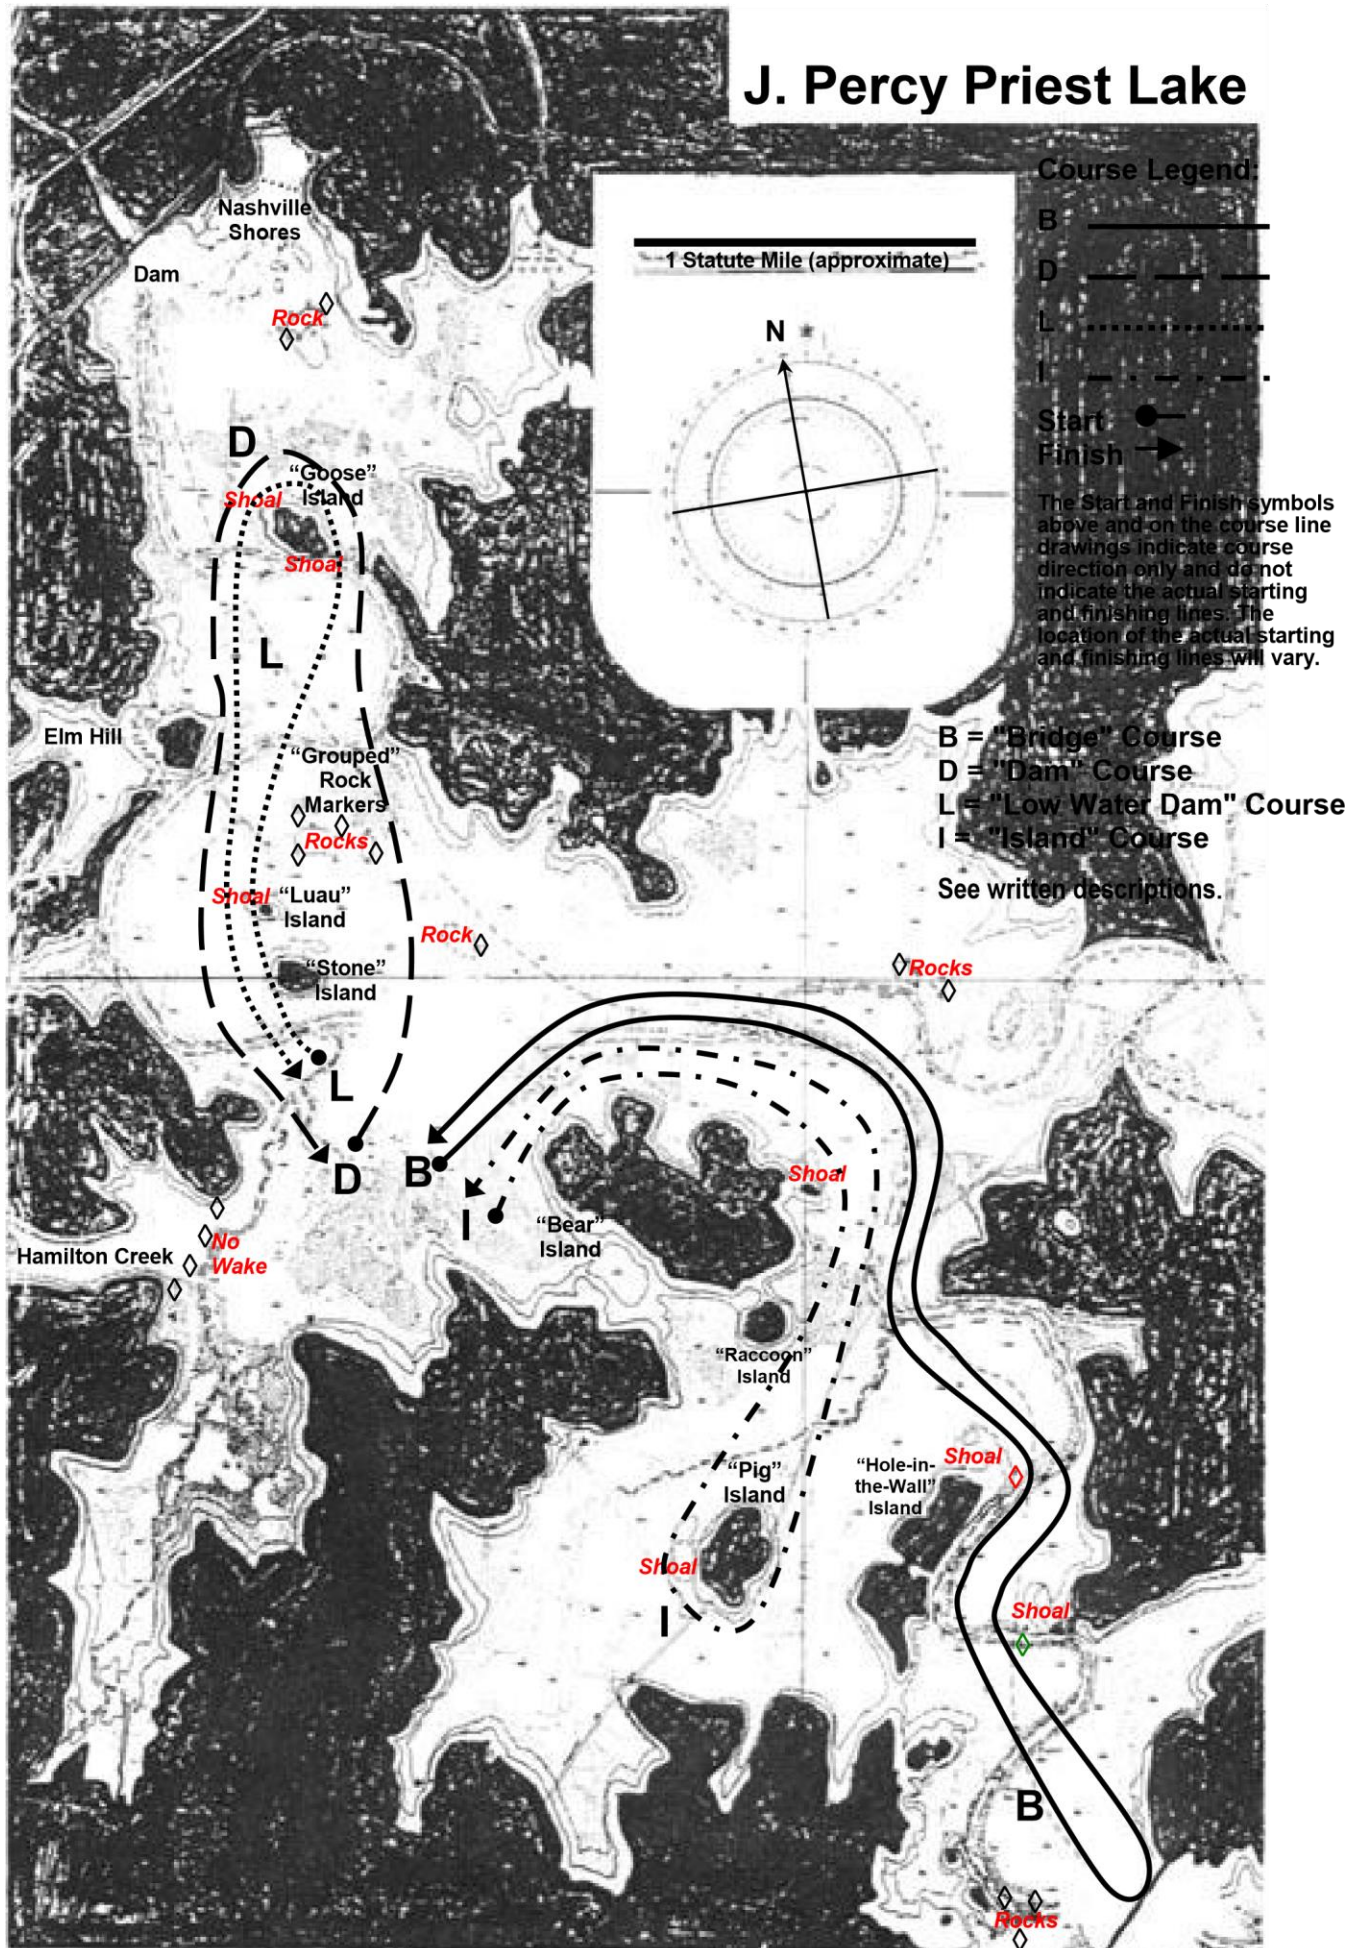 J. Percy Priest Lake
Course Legend:
B
D
L
I
Start
Finish
The Start and Finish symbols
above and on the course line
drawings indicate course
direction only and do not
indicate the actual starting
and finishing lines. The
location of the actual starting
and finishing lines will vary.
B = "Bridge" Course
D = "Dam" Course
L = "Low Water Dam" Course
I = "Island" Course
See written descriptions.
1 Statute Mile (approximate)
N
Nashville
Shores
Dam
Rock
D
“Goose”
Island
Shoal
Shoal
L
Elm Hill
“Grouped”
Rock
Markers
Rocks
Shoal
“Luau”
Island
Rock
“Stone”
Island
Rocks
L
D
B
I
Shoal
“Bear”
Island
No
Wake
Hamilton Creek
“Raccoon”
Island
“Pig”
Island
“Hole-in-
the-Wall”
Island
Shoal
Shoal
I
Shoal
B
Rocks